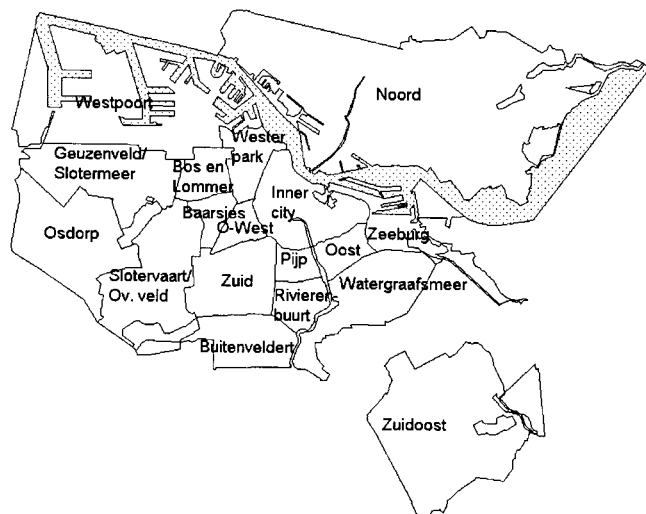 Noord
Westpoort
Wester
park
Geuzenveld/
Slotermeer
Bos en
Lommer
Inner
city
Baarsjes
O-West
Osdorp
Oost
Zeeburg
Pijp
Slotervaart/
Ov. veld
Zuid
Watergraafsmeer
Rivieren
buurt
Buitenveldert
Zuidoost